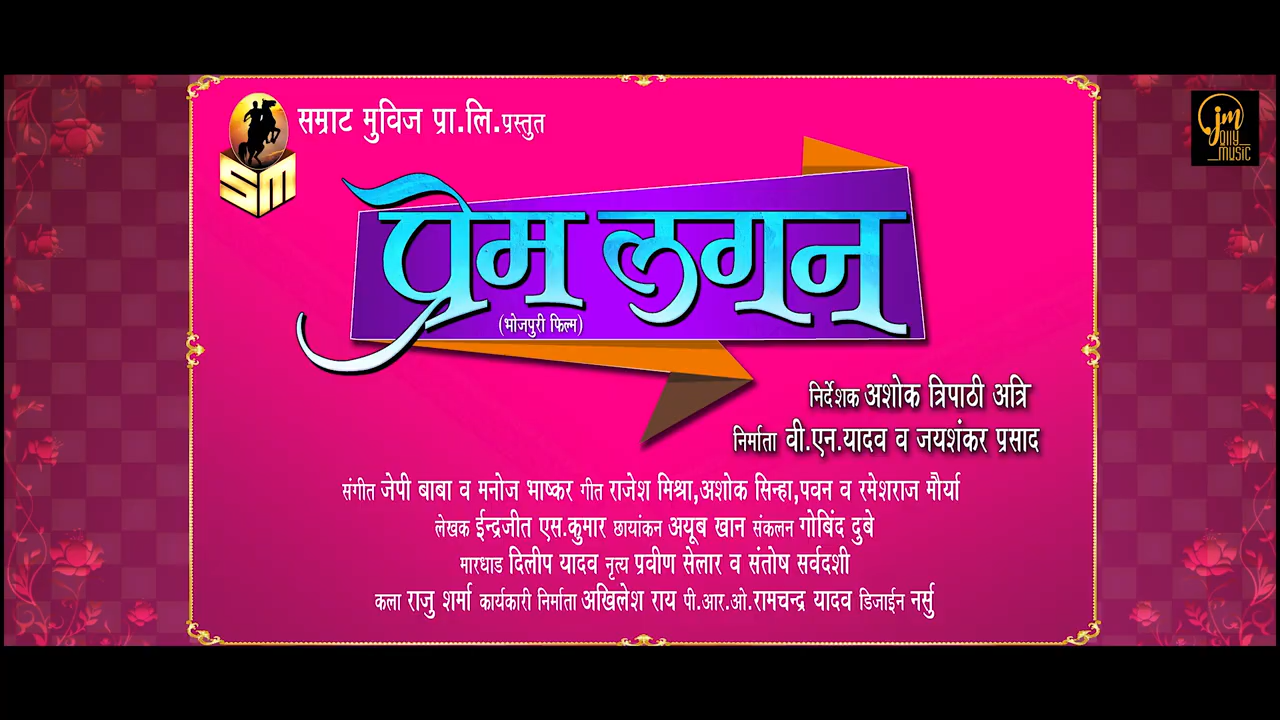 सम्राट मुविज प्रा.लि.प्रस्तुत
SM
jm
olly
music
प्रेम लगन
(भोजपुरी फिल्म)
निर्देशक अशोक त्रिपाठी अत्रि
निर्माता वी.एन.यादव व जयशंकर प्रसाद
संगीत जेपी बाबा व मनोज भाष्कर गीत राजेश मिश्रा,अशोक सिन्हा,पवन व रमेशराज मौर्या
लेखक ईन्द्रजीत एस.कुमार छायांकन अयूब खान संकलन गोबिंद दुबे
मारधाड दिलीप यादव नृत्य प्रवीण सेलार व संतोष सर्वदशी
कला राजु शर्मा कार्यकारी निर्माता अखिलेश राय पी.आर.ओ.रामचन्द्र यादव डिजाईन नर्सु